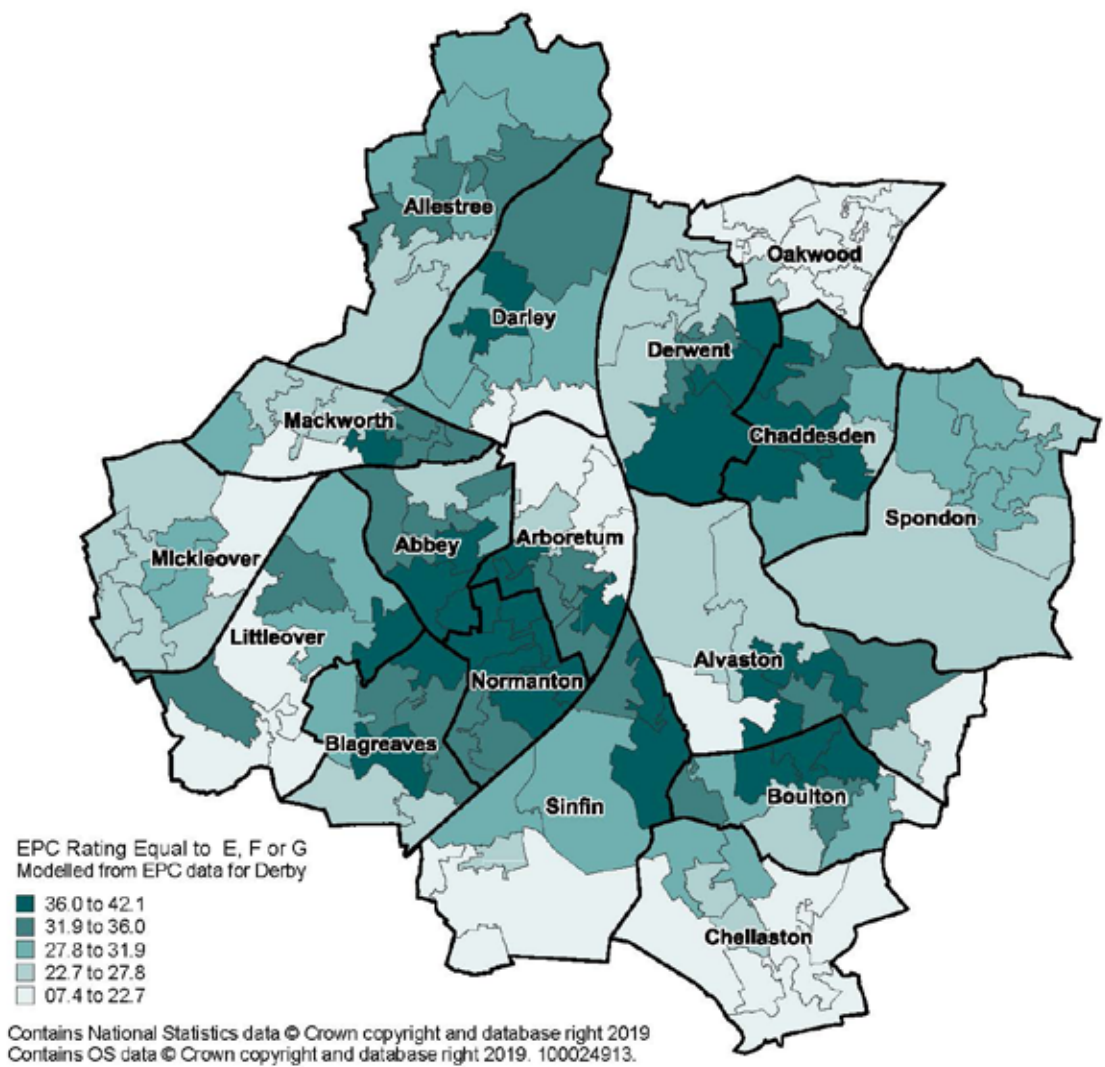 Allestree
Oakwood
Darley
Derwent
Mackworth
Chaddesden
Spondon
Abbey
Arboretum
MIckleover
Littleover
Alvaston
Normanton
Blagreaves
Sinfin
Boulton
Chellaston
EPC Rating Equal to E, F or G
Modelled from EPC data for Derby
36.0 to 42.1
31.9 to 36.0
27.8 to 31.9
22.7 to 27.8
07.4 to 22.7
Contains National Statistics data © Crown copyright and database right 2019
Contains OS data © Crown copyright and database right 2019. 100024913.